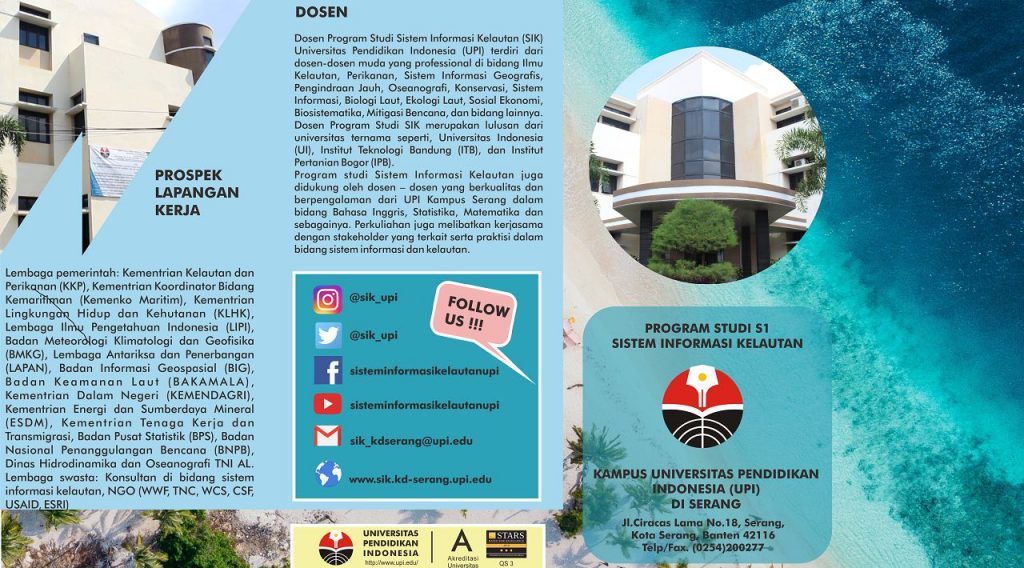 PROSPEK
LAPANGAN
KERJA
Lembaga pemerintah: Kementrian Kelautan dan
Perikanan (KKP), Kementrian Koordinator Bidang
Kemaritiman (Kemenko Maritim), Kementrian
Lingkungan Hidup dan Kehutanan (KLHK),
Lembaga Ilmu Pengetahuan Indonesia (LIPI),
Badan Meteorologi Klimatologi dan Geofisika
(BMKG), Lembaga Antariksa dan Penerbangan
(LAPAN), Badan Informasi Geospasial (BIG),
Badan Keamanan Laut (BAKAMALA),
Kementrian Dalam Negeri (KEMENDAGRI),
Kementrian Energi dan Sumberdaya Mineral
(ESDM), Kementrian Tenaga Kerja dan
Transmigrasi, Badan Pusat Statistik (BPS), Badan
Nasional Penanggulangan Bencana (BNPB),
Dinas Hidrodinamika dan Oseanografi TNI AL.
Lembaga swasta: Konsultan di bidang sistem
informasi kelautan, NGO (WWF, TNC, WCS, CSF,
USAID, ESRI)
DOSEN
Dosen Program Studi Sistem Informasi Kelautan (SIK)
Universitas Pendidikan Indonesia (UPI) terdiri dari
dosen-dosen muda yang professional di bidang Ilmu
Kelautan, Perikanan, Sistem Informasi Geografis,
Pengindraan Jauh, Oseanografi, Konservasi, Sistem
Informasi, Biologi Laut, Ekologi Laut, Sosial Ekonomi,
Biosistematika, Mitigasi Bencana, dan bidang lainnya.
Dosen Program Studi SIK merupakan lulusan dari
universitas ternama seperti, Universitas Indonesia
(UI), Institut Teknologi Bandung (ITB), dan Institut
Pertanian Bogor (IPB).
Program studi Sistem Informasi Kelautan juga
didukung oleh dosen – dosen yang berkualitas dan
berpengalaman dari UPI Kampus Serang dalam
bidang Bahasa Inggris, Statistika, Matematika dan
sebagainya. Perkuliahan juga melibatkan kerjasama
dengan stakeholder yang terkait serta praktisi dalam
bidang sistem informasi dan kelautan.
FOLLOW
US !!!
@sik_upi
@sik_upi
sisteminformasikelautanupi
sisteminformasikelautanupi
sik_kdserang@upi.edu
www.sik.kd-serang.upi.edu
UNIVERSITAS
PENDIDIKAN
INDONESIA
http://www.upi.edu/
A
Akreditasi
Universitas
STARS
QS 3
PROGRAM STUDI S1
SISTEM INFORMASI KELAUTAN
KAMPUS UNIVERSITAS PENDIDIKAN
INDONESIA (UPI)
DI SERANG
Jl.Ciracas Lama No.18, Serang,
Kota Serang, Banten 42116
Telp/Fax. (0254)200277